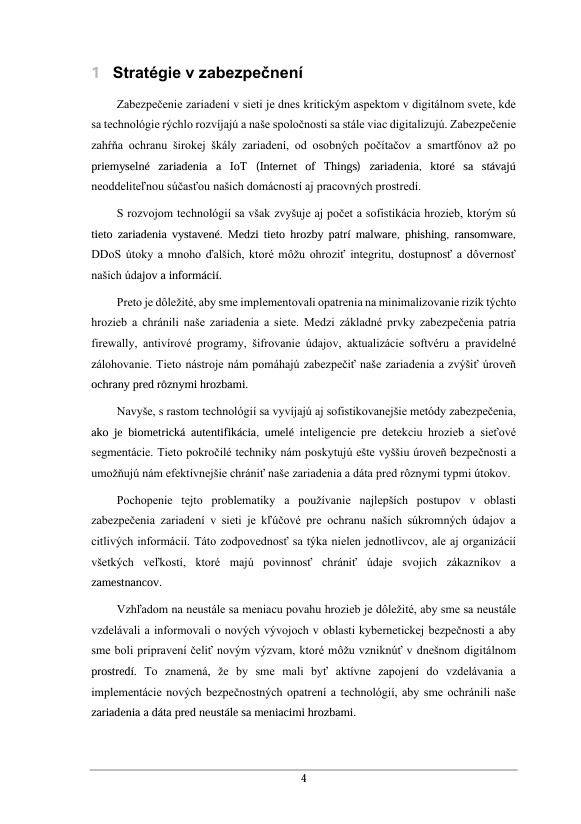 1 Stratégie v zabezpečnení
Zabezpečenie zariadení v sieti je dnes kritickým aspektom v digitálnom svete, kde
sa technológie rýchlo rozvíjajú a naše spoločnosti sa stále viac digitalizujú. Zabezpečenie
zahŕňa ochranu širokej škály zariadení, od osobných počítačov a smartfónov až po
priemyselné zariadenia a IoT (Internet of Things) zariadenia, ktoré sa stávajú
neoddeliteľnou súčasťou našich domácností aj pracovných prostredí.
S rozvojom technológií sa však zvyšuje aj počet a sofistikácia hrozieb, ktorým sú
tieto zariadenia vystavené. Medzi tieto hrozby patrí malware, phishing, ransomware,
DDoS útoky a mnoho ďalších, ktoré môžu ohroziť integritu, dostupnosť a dôvernosť
našich údajov a informácií.
Preto je dôležité, aby sme implementovali opatrenia na minimalizovanie rizík týchto
hrozieb a chránili naše zariadenia a siete. Medzi základné prvky zabezpečenia patria
firewally, antivírové programy, šifrovanie údajov, aktualizácie softvéru a pravidelné
zálohovanie. Tieto nástroje nám pomáhajú zabezpečiť naše zariadenia a zvýšiť úroveň
ochrany pred rôznymi hrozbami.
Navyše, s rastom technológií sa vyvíjajú aj sofistikovanejšie metódy zabezpečenia,
ako je biometrická autentifikácia, umelé inteligencie pre detekciu hrozieb a sieťové
segmentácie. Tieto pokročilé techniky nám poskytujú ešte vyššiu úroveň bezpečnosti a
umožňujú nám efektívnejšie chrániť naše zariadenia a dáta pred rôznymi typmi útokov.
Pochopenie tejto problematiky a používanie najlepších postupov v oblasti
zabezpečenia zariadení v sieti je kľúčové pre ochranu našich súkromných údajov a
citlivých informácií. Táto zodpovednosť sa týka nielen jednotlivcov, ale aj organizácií
všetkých veľkostí, ktoré majú povinnosť chrániť údaje svojich zákazníkov a
zamestnancov.
Vzhľadom na neustále sa meniacu povahu hrozieb je dôležité, aby sme sa neustále
vzdelávali a informovali o nových vývojoch v oblasti kybernetickej bezpečnosti a aby
sme boli pripravení čeliť novým výzvam, ktoré môžu vzniknúť v dnešnom digitálnom
prostredí. To znamená, že by sme mali byť aktívne zapojení do vzdelávania a
implementácie nových bezpečnostných opatrení a technológií, aby sme ochránili naše
zariadenia a dáta pred neustále sa meniacimi hrozbami.
4